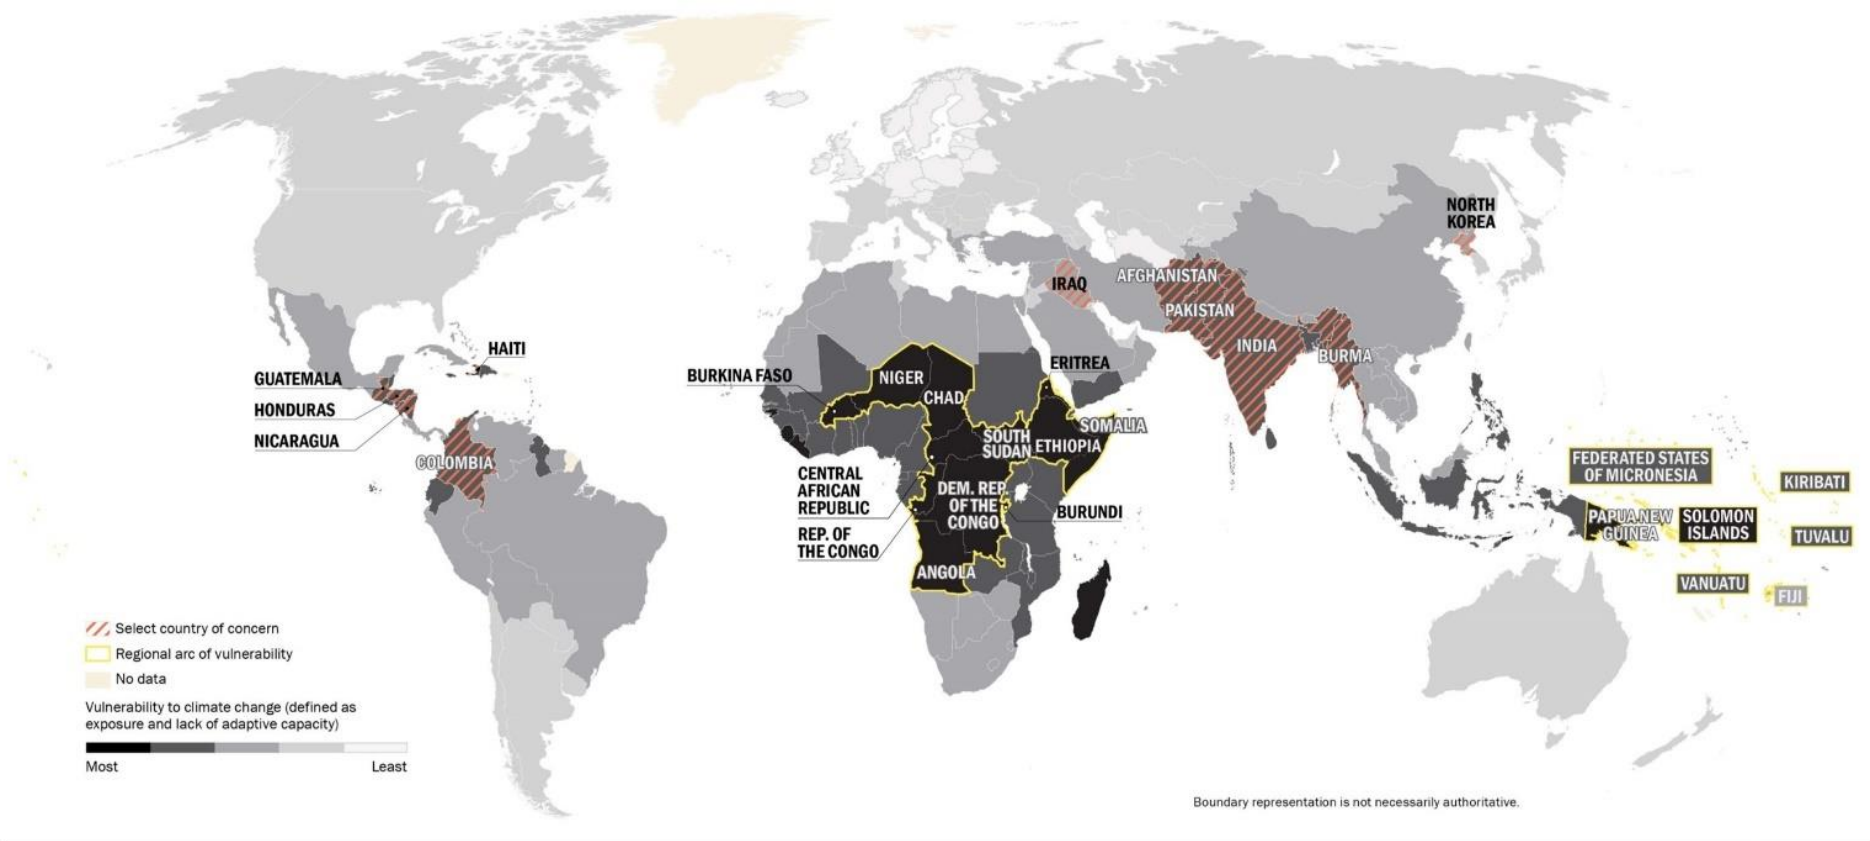 NORTH
KOREA
AFGHANISTAN
IRAQ
PAKISTAN
INDIA
BURMA
HAITI
GUATEMALA
HONDURAS
NICARAGUA
COLOMBIA
BURKINA FASO
NIGER
CHAD
ERITREA
SOMALIA
SOUTH
SUDAN
ETHIOPIA
CENTRAL
AFRICAN
REPUBLIC
DEM. REP.
OF THE
CONGO
BURUNDI
REP. OF
THE CONGO
ANGOLA
FEDERATED STATES
OF MICRONESIA
KIRIBATI
PAPUA NEW
GUINEA
SOLOMON
ISLANDS
TUVALU
VANUATU
FIJI
Select country of concern
Regional arc of vulnerability
No data
Vulnerability to climate change (defined as
exposure and lack of adaptive capacity)
Most
Least
Boundary representation is not necessarily authoritative.